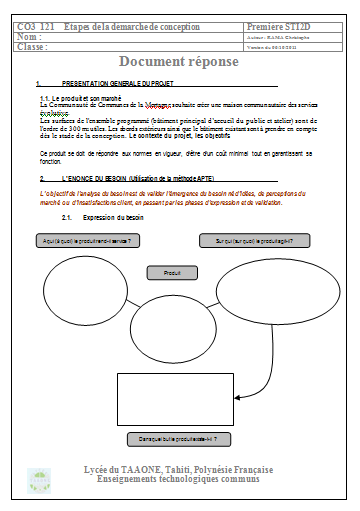 CO3 121 Etapes de la demarche de conception
Première STI2D
Nom :
Auteur : RAMA Christophe
Classe :
Version du 06/10/2011
Document réponse
1. PRESENTATION GENERALE DU PROJET
1.1. Le produit et son marché
La Communauté de Communes de la Montagne souhaite créer une maison communautaire des services
évolutive.
Les surfaces de l'ensemble programmé (bâtiment principal d'accueil du public et atelier) sont de
l'ordre de 300 m utiles. Les abords extérieurs ainsi que le bâtiment existant sont à prendre en compte
dès le stade de la conception. Le contexte du projet, les objectifs
Ce produit se doit de répondre aux normes en vigueur, d'être d'un coût minimal tout en garantissant sa
fonction.
2. L'ENONCE DU BESOIN (Utilisation de la méthode APTE)
L'objectif de l'analyse du besoin est de valider l'émergence du besoin né d'idées, de perceptions du
marché ou d'insatisfactions client, en passant par les phases d'expression et de validation.
2.1. Expression du besoin
A qui (à quoi) le produit rend-il service ?
Sur qui (sur quoi) le produit agit-il?
Produit
Dans quel but le produit existe-t-il ?
Lycée du TAAONE, Tahiti, Polynésie Française
Enseignements technologiques communs